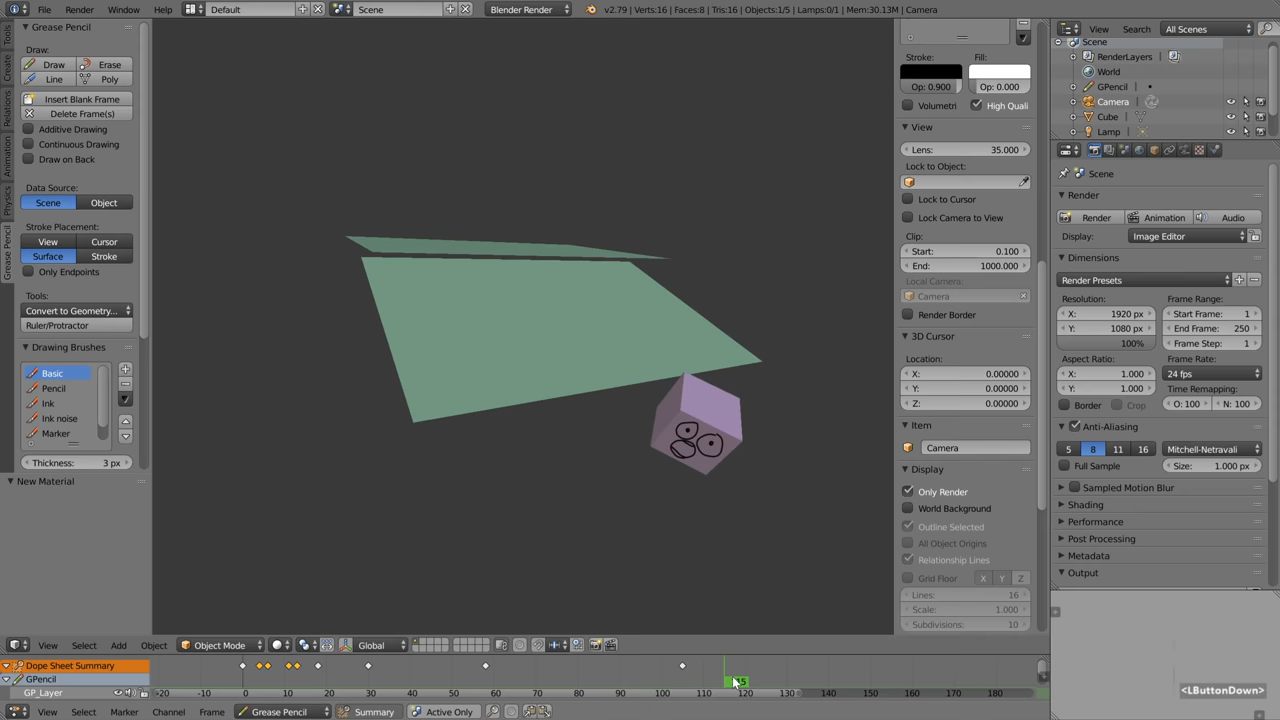 File Render Window Help Default Scene Blender Render v2.79 | Verts:16 | Faces:8 | Tris:16 | Objects:1/5 | Lamps:0/1 | Mem:30.13M | Camera
Grease Pencil
Draw:
Draw Erase
Line Poly
Insert Blank Frame
Delete Frame(s)
Additive Drawing
Continuous Drawing
Draw on Back
Data Source:
Scene Object
Stroke Placement:
View Cursor
Surface Stroke
Only Endpoints
Tools:
Convert to Geometry...
Ruler/Protractor
Drawing Brushes
Basic
Pencil
Ink
Ink noise
Marker
Thickness: 3 px
New Material
Tools
Create
Relations
Animation
Physics
Grease Pencil
Stroke: Fill:
Op: 0.900 Op: 0.000
Volumetri High Quali
View
Lens: 35.000
Lock to Object:
Lock to Cursor
Lock Camera to View
Clip:
Start: 0.100
End: 1000.000
Local Camera:
Camera
Render Border
3D Cursor
Location:
X: 0.00000
Y: 0.00000
Z: 0.00000
Item
Camera
Display
Only Render
World Background
Outline Selected
All Object Origins
Relationship Lines
Grid Floor X Y Z
Lines: 16
Scale: 1.000
Subdivisions: 10
View Search All Scenes
Scene
RenderLayers
World
GPencil
Camera
Cube
Lamp
Scene
Render
Render Animation Audio
Display: Image Editor
Dimensions
Render Presets
Resolution: Frame Range:
X: 1920 px Start Frame: 1
Y: 1080 px End Frame: 250
100% Frame Step: 1
Aspect Ratio: Frame Rate:
X: 1.000 24 fps
Y: 1.000 Time Remapping:
Border Crop O: 100 N: 100
Anti-Aliasing
5 8 11 16 Mitchell-Netravali
Full Sample Size: 1.000 px
Sampled Motion Blur
Shading
Performance
Post Processing
Metadata
Output
View Select Add Object Object Mode Global
Dope Sheet Summary
GPencil
GP_Layer
-20 0 10 20 30 40 50 60 70 80 90 100 110 120 130 140 150 160 170 180
<LButtonDown>
View Select Marker Channel Frame Grease Pencil Summary Active Only